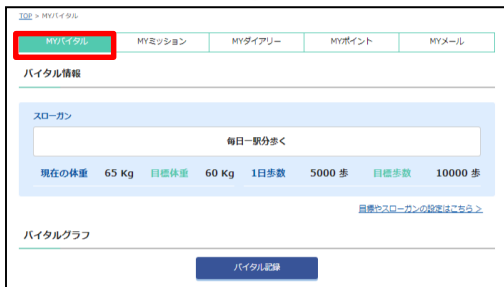 TOP > MYバイタル
MYバイタル MYミッション MYダイアリー MYポイント MYメール
バイタル情報
スローガン
毎日一駅分歩く
現在の体重 65 Kg 目標体重 60 Kg 1日歩数 5000 歩 目標歩数 10000 歩
目標やスローガンの設定はこちら >
バイタルグラフ
バイタル記録